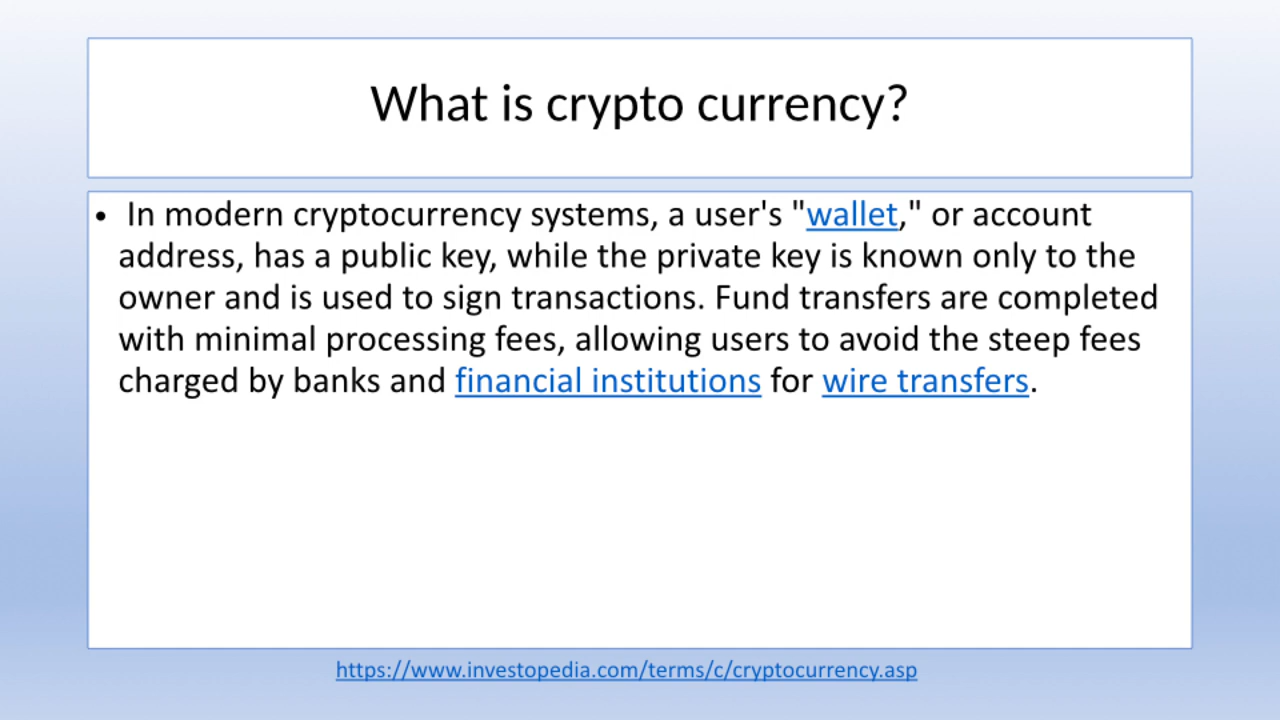 What is crypto currency?
• In modern cryptocurrency systems, a user's "wallet," or account
address, has a public key, while the private key is known only to the
owner and is used to sign transactions. Fund transfers are completed
with minimal processing fees, allowing users to avoid the steep fees
charged by banks and financial institutions for wire transfers.
https://www.investopedia.com/terms/c/cryptocurrency.asp